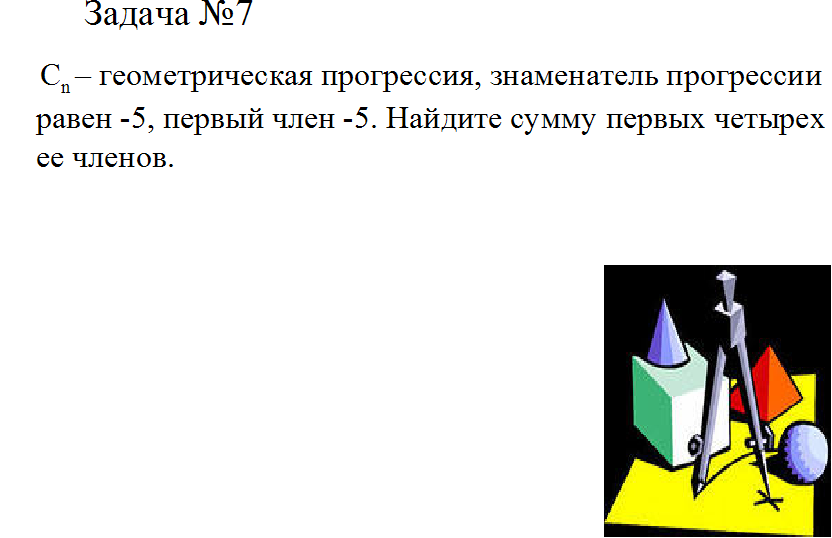 Задача №7
Cn – геометрическая прогрессия, знаменатель прогрессии
равен -5, первый член -5. Найдите сумму первых четырех
ее членов.